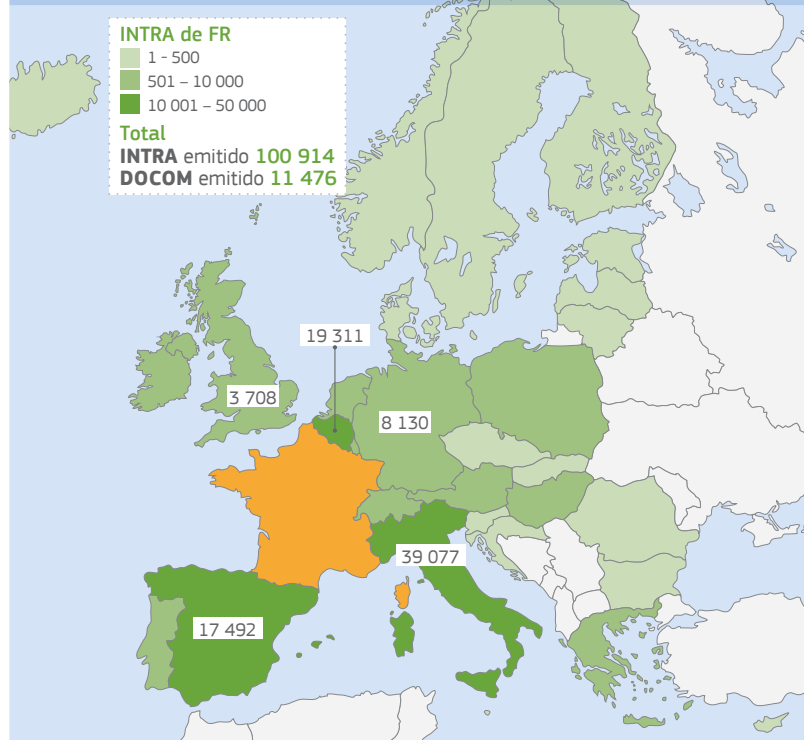 INTRA de FR
1 - 500
501 – 10 000
10 001 – 50 000
Total
INTRA emitido 100 914
DOCOM emitido 11 476
19 311
3 708
8 130
39 077
17 492